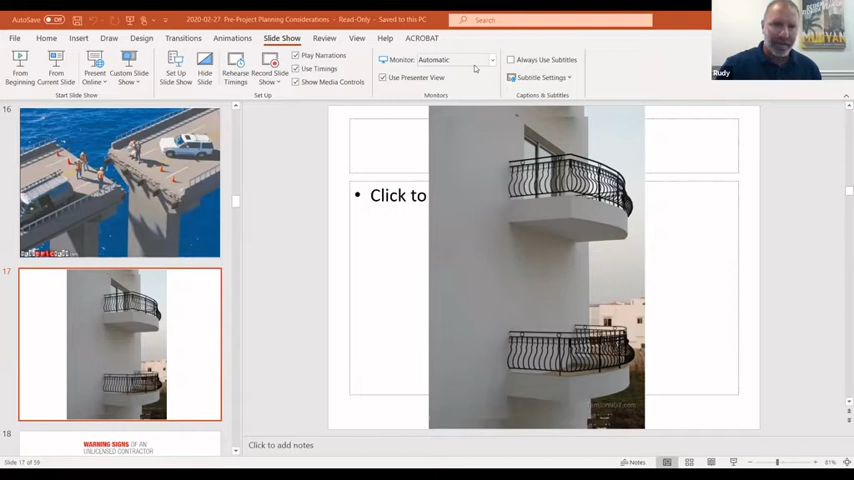 AutoSave Off
2020-02-27 Pre-Project Planning Considerations - Read-Only - Saved to this PC
Search
File Home Insert Draw Design Transitions Animations Slide Show Review View Help ACROBAT
From Beginning
From Current Slide
Present Online
Custom Slide Show
Set Up Slide Show
Hide Slide
Rehearse Timings
Record Slide Show
Play Narrations
Use Timings
Show Media Controls
Monitor: Automatic
Use Presenter View
Always Use Subtitles
Subtitle Settings
Start Slide Show
Set Up
Monitors
Captions & Subtitles
Rudy
16
17
18
WARNING SIGNS OF AN
UNLICENSED CONTRACTOR
• Click to
Click to add notes
Slide 17 of 59
Notes
81%